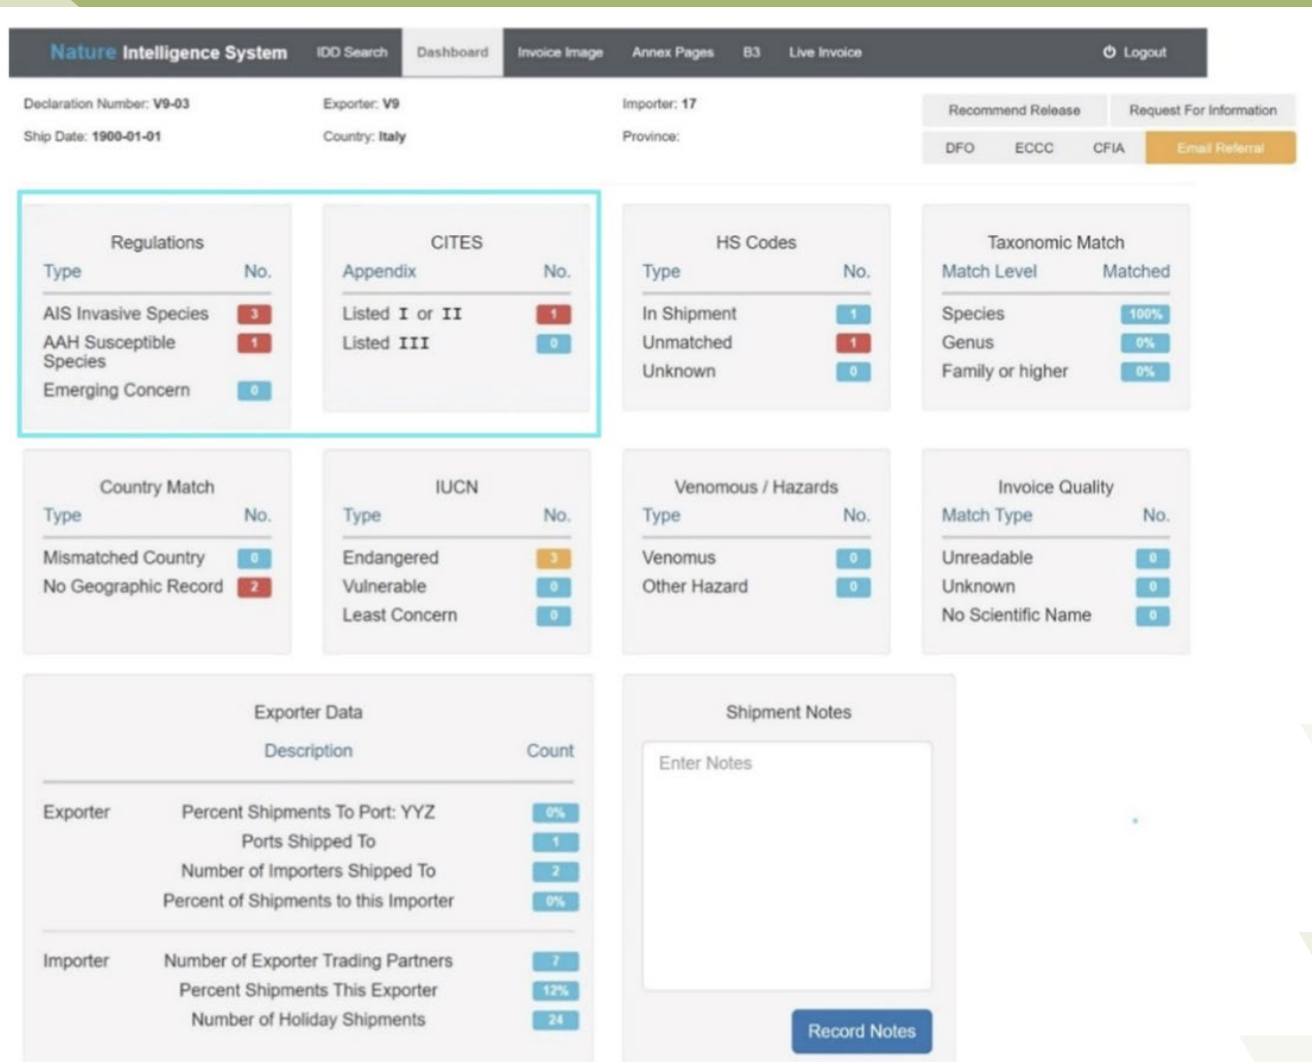 Nature Intelligence System IDD Search Dashboard Invoice Image Annex Pages B3 Live Invoice Logout
Declaration Number: V9-03 Exporter: V9 Importer: 17
Ship Date: 1900-01-01 Country: Italy Province:
Recommend Release Request For Information
DFO ECCC CFIA Email Referral
Regulations
Type No.
AIS Invasive Species 3
AAH Susceptible
Species 1
Emerging Concern 0
CITES
Appendix No.
Listed I or II 1
Listed III 0
HS Codes
Type No.
In Shipment 1
Unmatched 1
Unknown 0
Taxonomic Match
Match Level Matched
Species 100%
Genus 0%
Family or higher 0%
Country Match
Type No.
Mismatched Country 0
No Geographic Record 2
IUCN
Type No.
Endangered 3
Vulnerable 0
Least Concern 0
Venomous / Hazards
Type No.
Venomus 0
Other Hazard 0
Invoice Quality
Match Type No.
Unreadable 0
Unknown 0
No Scientific Name 0
Exporter Data
Description Count
Exporter Percent Shipments To Port: YYZ 0%
Ports Shipped To 1
Number of Importers Shipped To 2
Percent of Shipments to this Importer 0%
Importer Number of Exporter Trading Partners 7
Percent Shipments This Exporter 12%
Number of Holiday Shipments 24
Shipment Notes
Enter Notes
Record Notes